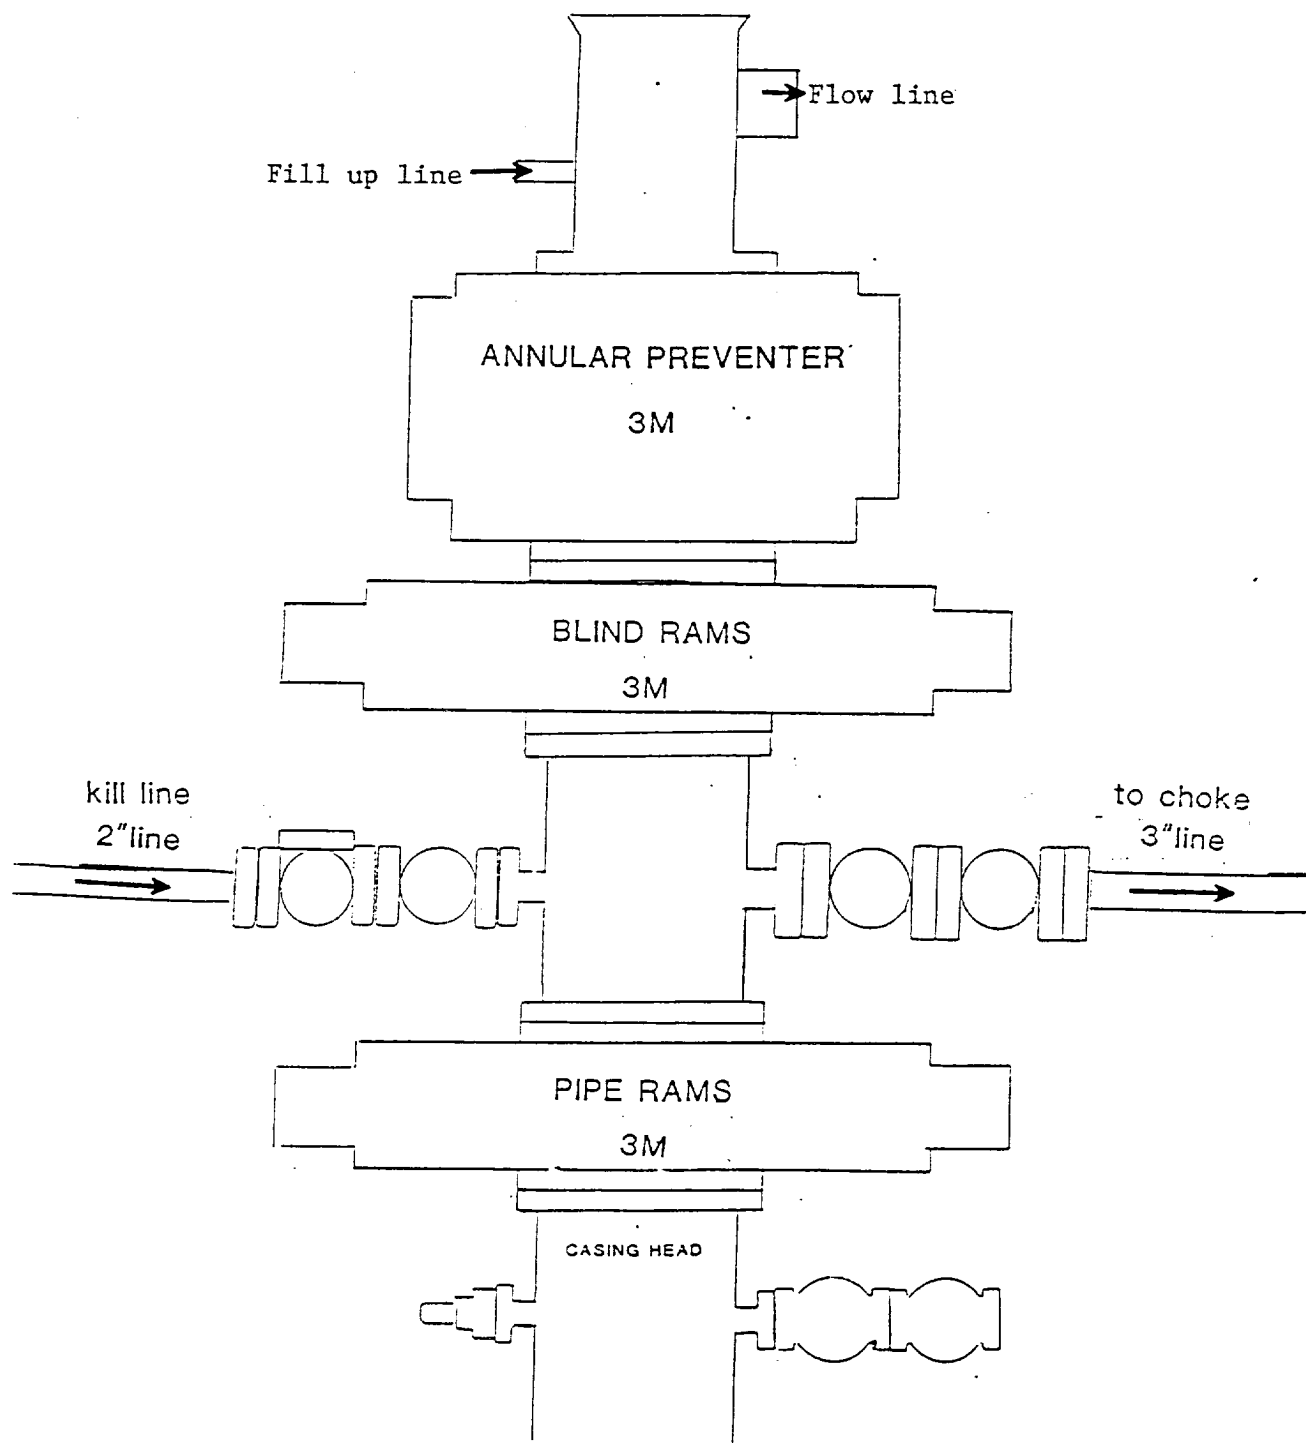 Flow line
Fill up line
ANNULAR PREVENTER
3M
BLIND RAMS
3M
kill line
2"line
to choke
3"line
PIPE RAMS
3M
CASING HEAD